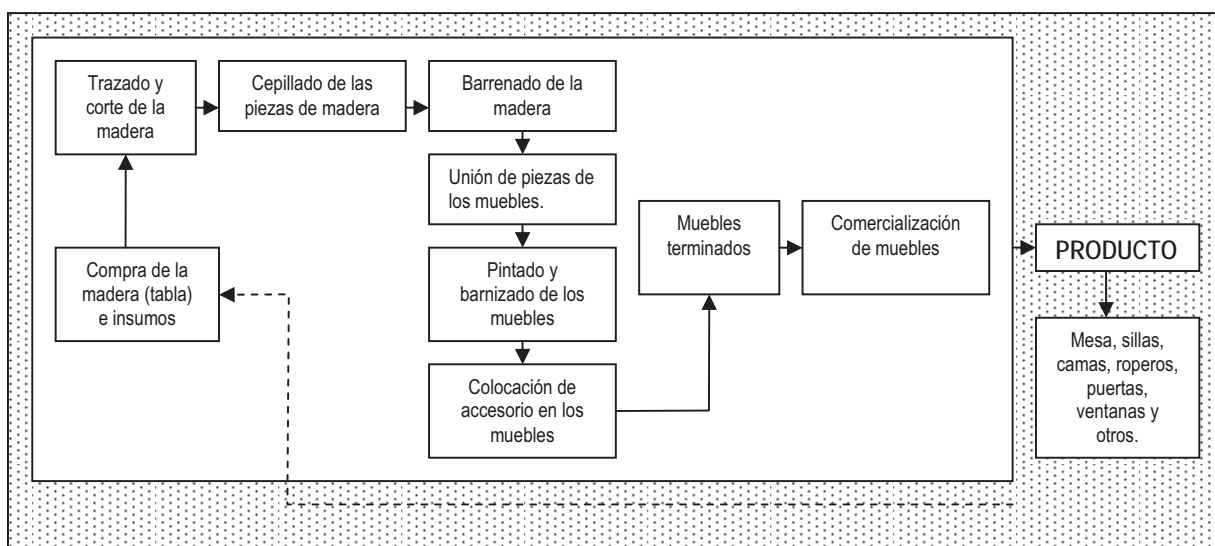 Trazado y
corte de la
madera
Cepillado de las
piezas de madera
Barrenado de la
madera
Unión de piezas de
los muebles.
Pintado y
barnizado de los
muebles
Colocación de
accesorio en los
muebles
Compra de la
madera (tabla)
e insumos
Muebles
terminados
Comercialización
de muebles
PRODUCTO
Mesa, sillas,
camas, roperos,
puertas,
ventanas y
otros.